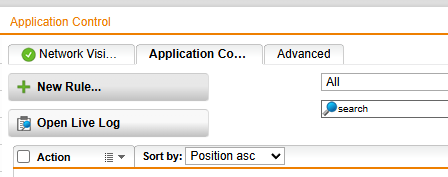 Application Control
Network Visi... Application Co... Advanced
New Rule... All
search
Open Live Log
Action Sort by: Position asc